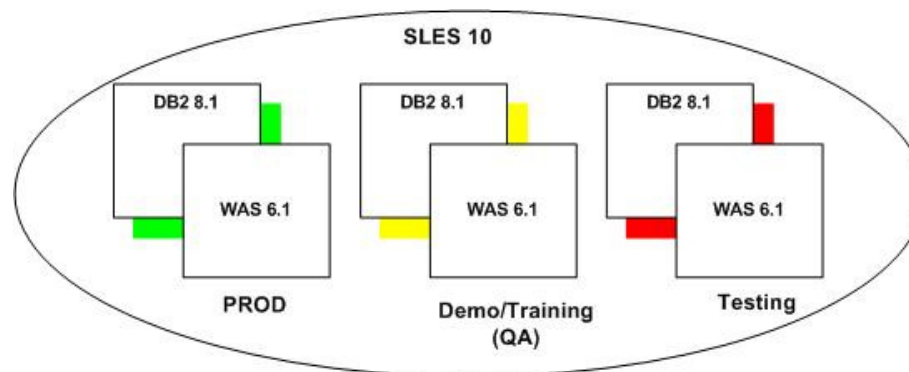 SLES 10
DB2 8.1
DB2 8.1
DB2 8.1
WAS 6.1
WAS 6.1
WAS 6.1
PROD
Demo/Training
(QA)
Testing